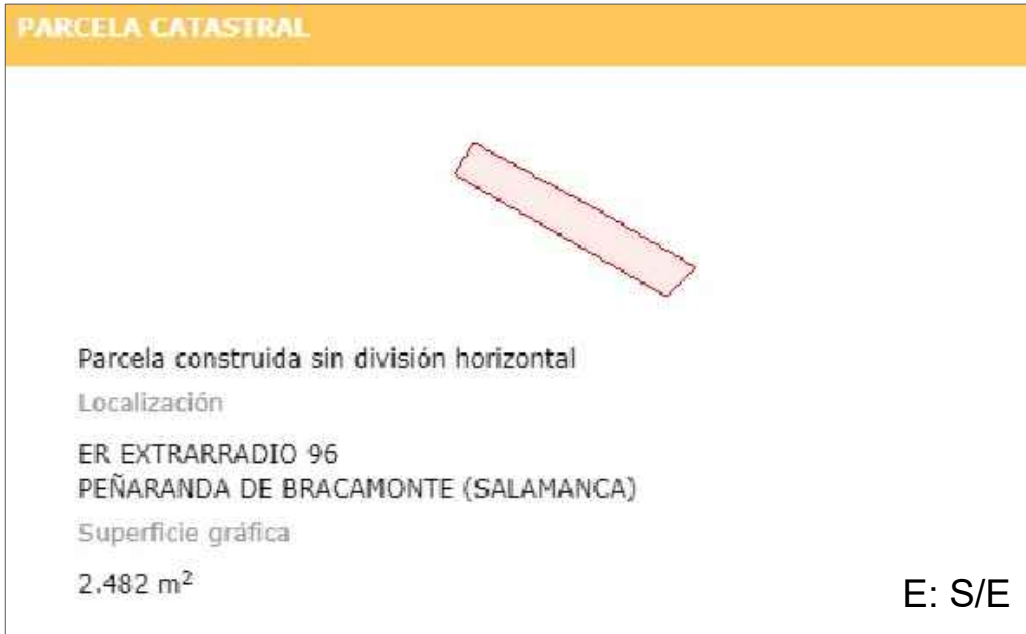 PARCELA CATASTRAL
Parcela construida sin división horizontal
Localización
ER EXTRARRADIO 96
PEÑARANDA DE BRACAMONTE (SALAMANCA)
Superficie gráfica
2.482 m²
E: S/E